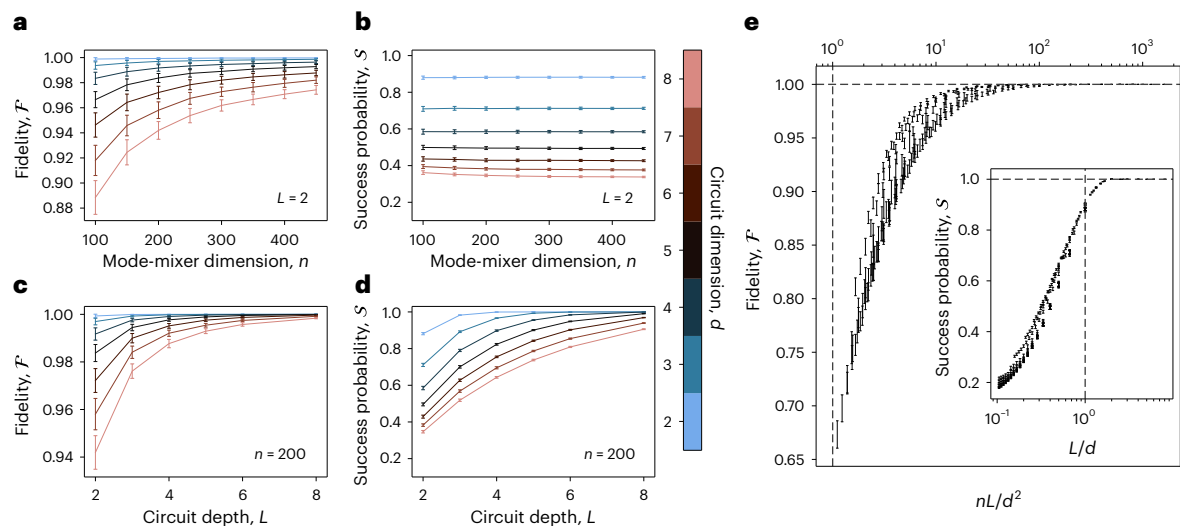 a
Fidelity, ℱ
1.00
0.98
0.96
0.94
0.92
0.90
0.88
L = 2
100
200
300
400
Mode-mixer dimension, n
b
Success probability, 𝒮
1.0
0.8
0.6
0.4
0.2
L = 2
100
200
300
400
Mode-mixer dimension, n
c
Fidelity, ℱ
1.00
0.98
0.96
0.94
n = 200
2
4
6
8
Circuit depth, L
d
Success probability, 𝒮
1.0
0.8
0.6
0.4
0.2
n = 200
2
4
6
8
Circuit depth, L
8
7
6
5
4
3
2
Circuit dimension, d
e
10⁰
10¹
10²
10³
Fidelity, ℱ
1.00
0.95
0.90
0.85
0.80
0.75
0.70
0.65
nL/d²
Success probability, 𝒮
1.0
0.8
0.6
0.4
0.2
10⁻¹
10⁰
L/d